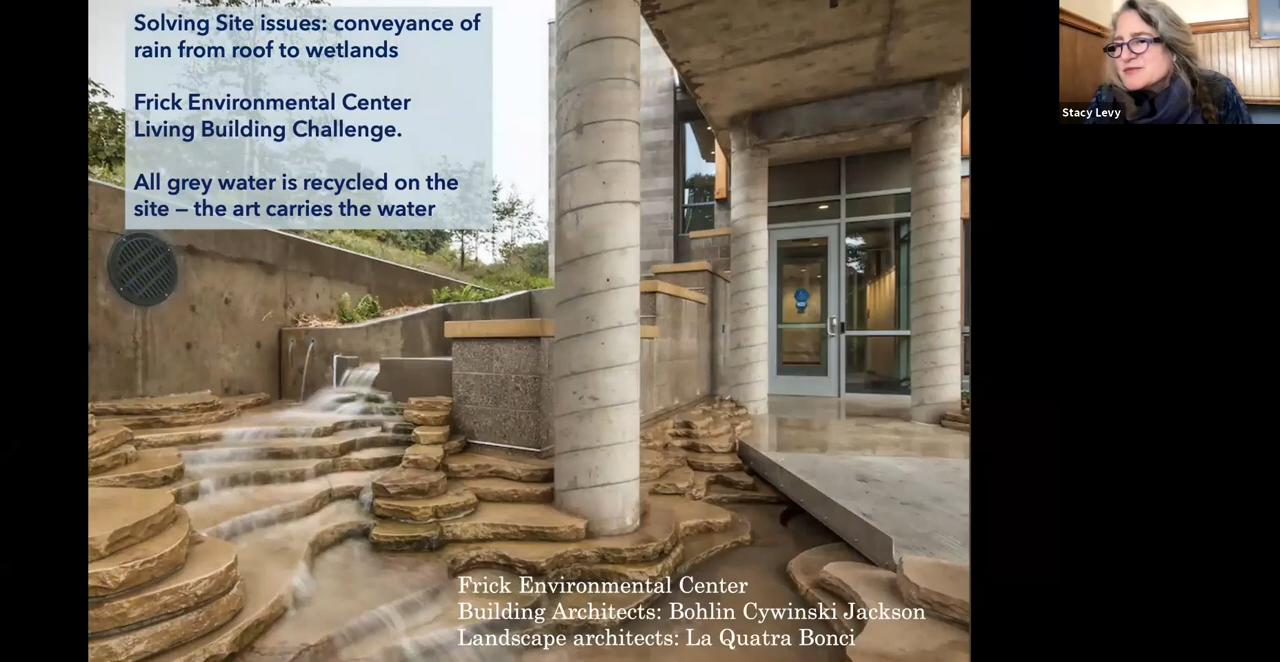 Solving Site issues: conveyance of
rain from roof to wetlands
Frick Environmental Center
Living Building Challenge.
All grey water is recycled on the
site – the art carries the water
Stacy Levy
Frick Environmental Center
Building Architects: Bohlin Cywinski Jackson
Landscape architects: La Quatra Bonci